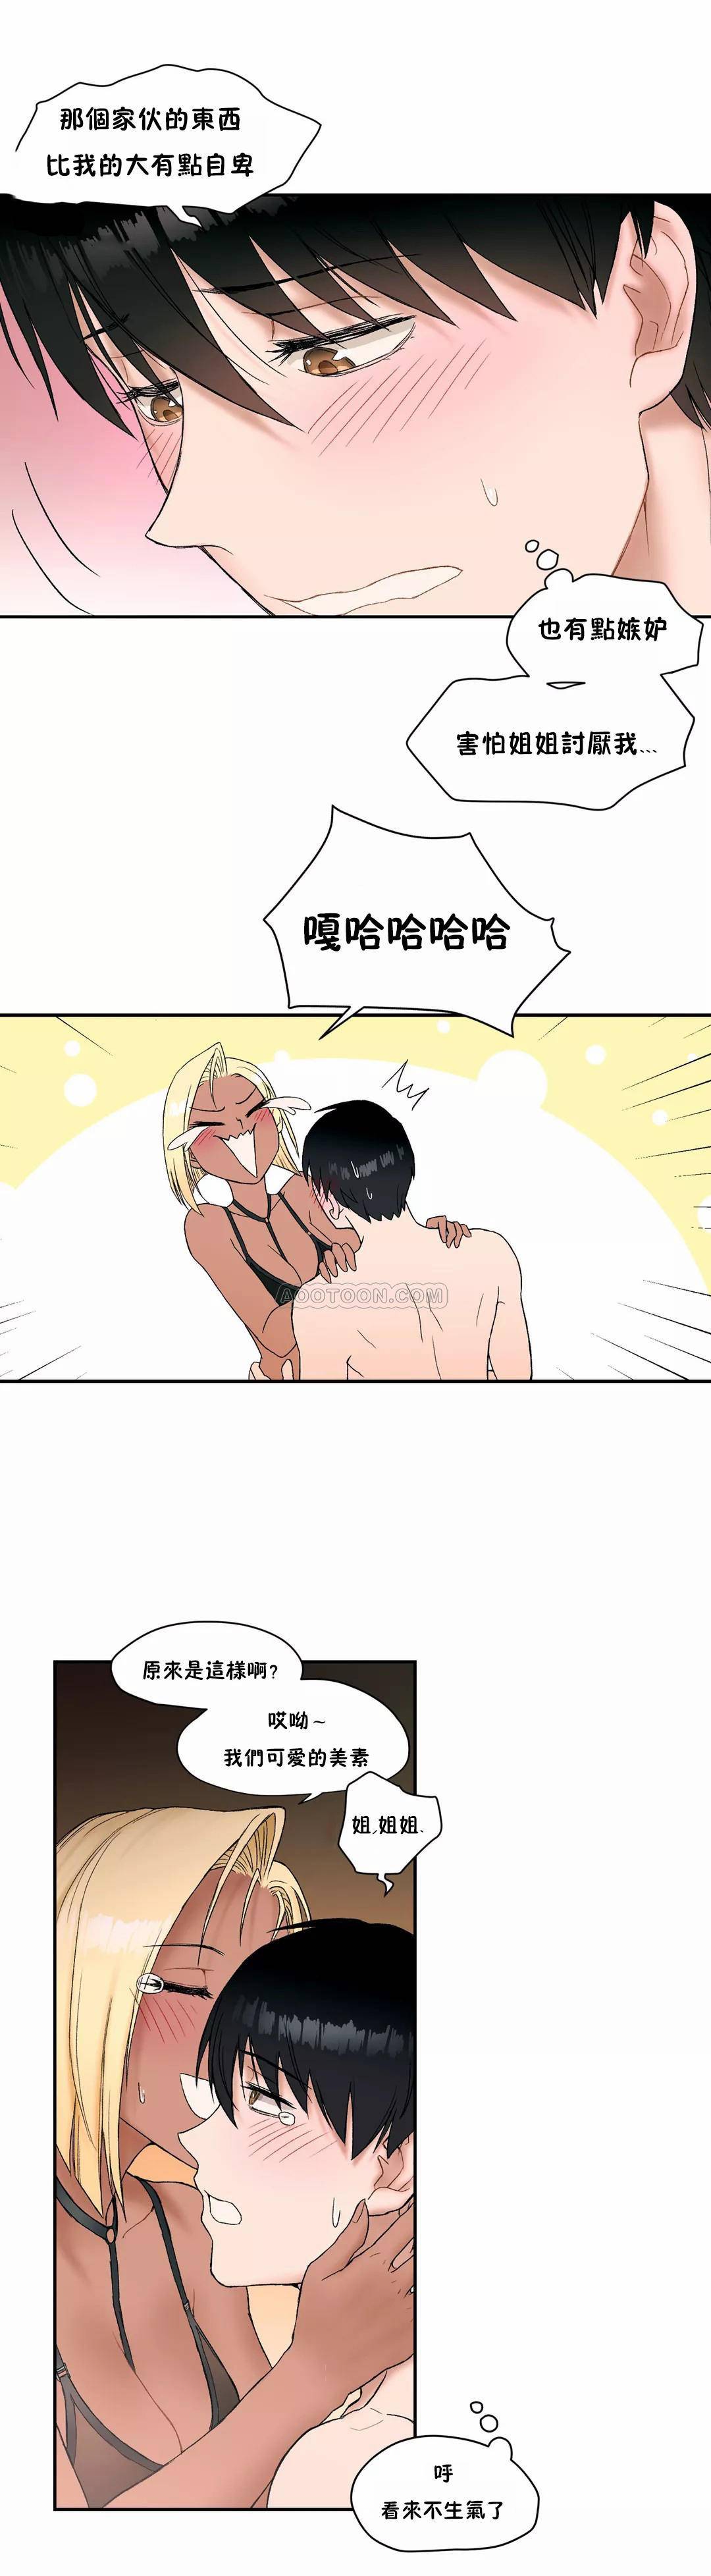 那個家伙的東西
比我的大有點自卑
也有點嫉妒
害怕姐姐討厭我...
嘎哈哈哈哈
AOOTOON.COM
原來是這樣啊?
哎呦~
我們可愛的美素
姐,姐姐、
呼
看來不生氣了